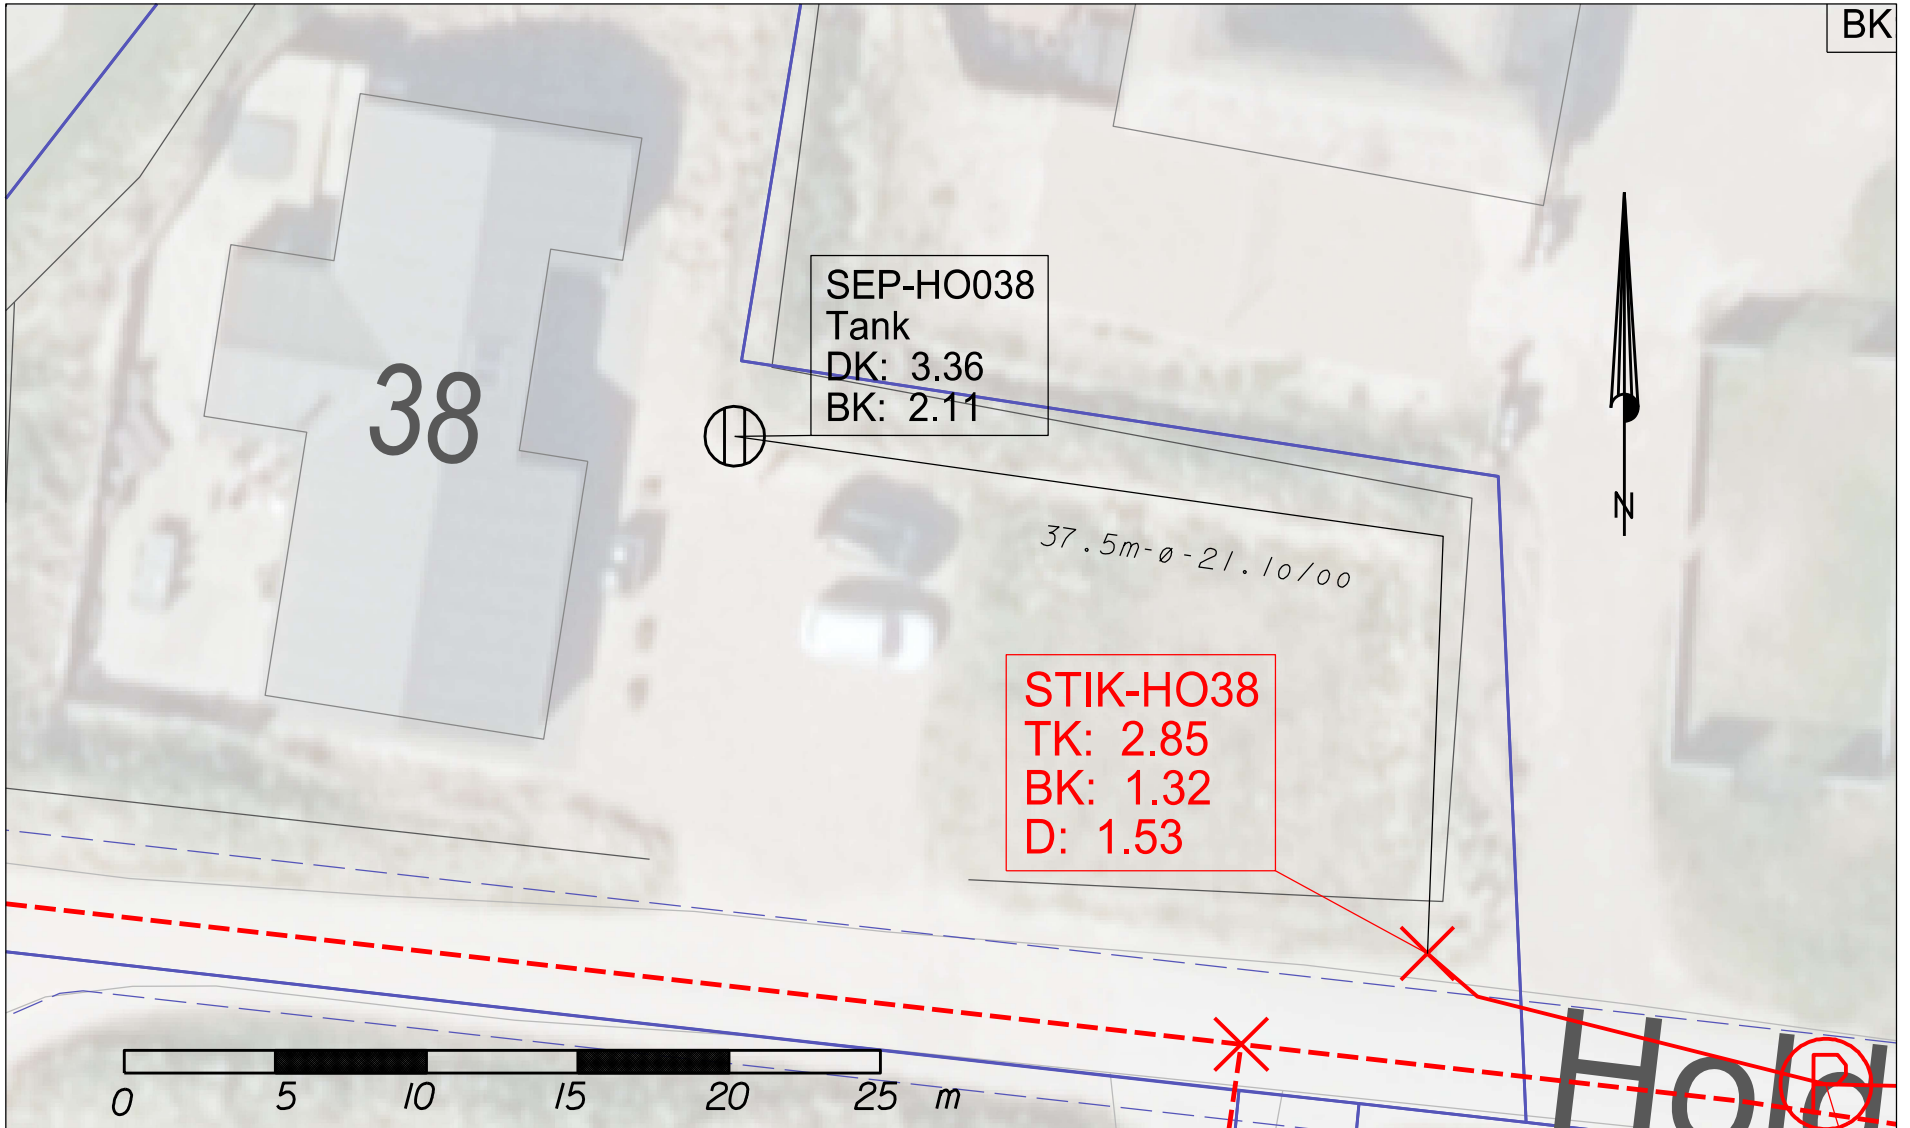 BK
SEP-HO038
Tank
DK: 3.36
BK: 2.11
38
N
37.5m-ø-21.10/00
STIK-HO38
TK: 2.85
BK: 1.32
D: 1.53
0 5 10 15 20 25 m
Hold
P